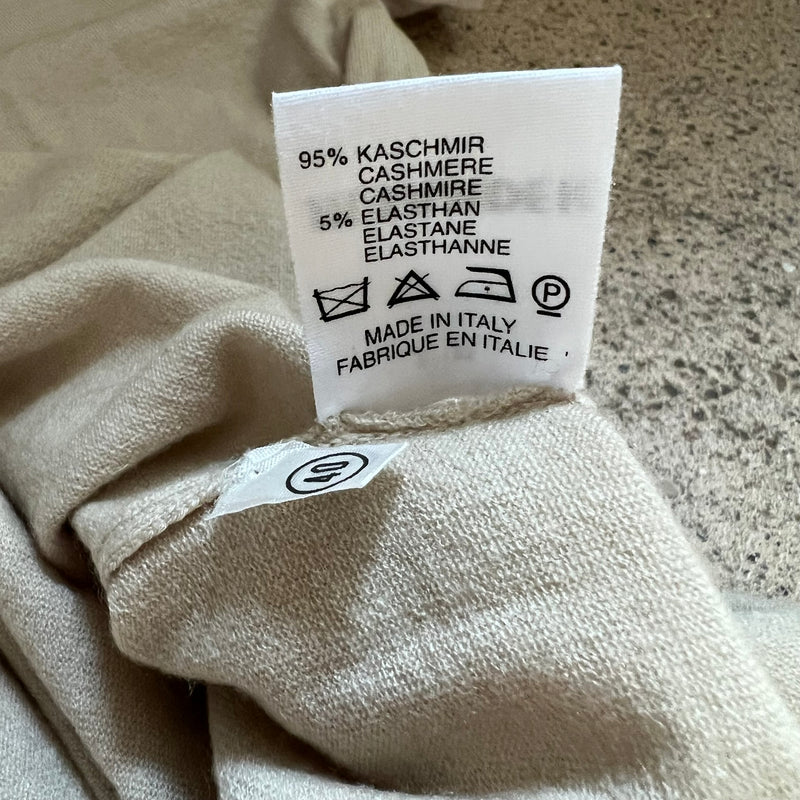 95% KASCHMIR
CASHMERE
CASHMIRE
5% ELASTHAN
ELASTANE
ELASTHANNE
P
MADE IN ITALY
FABRIQUE EN ITALIE
40